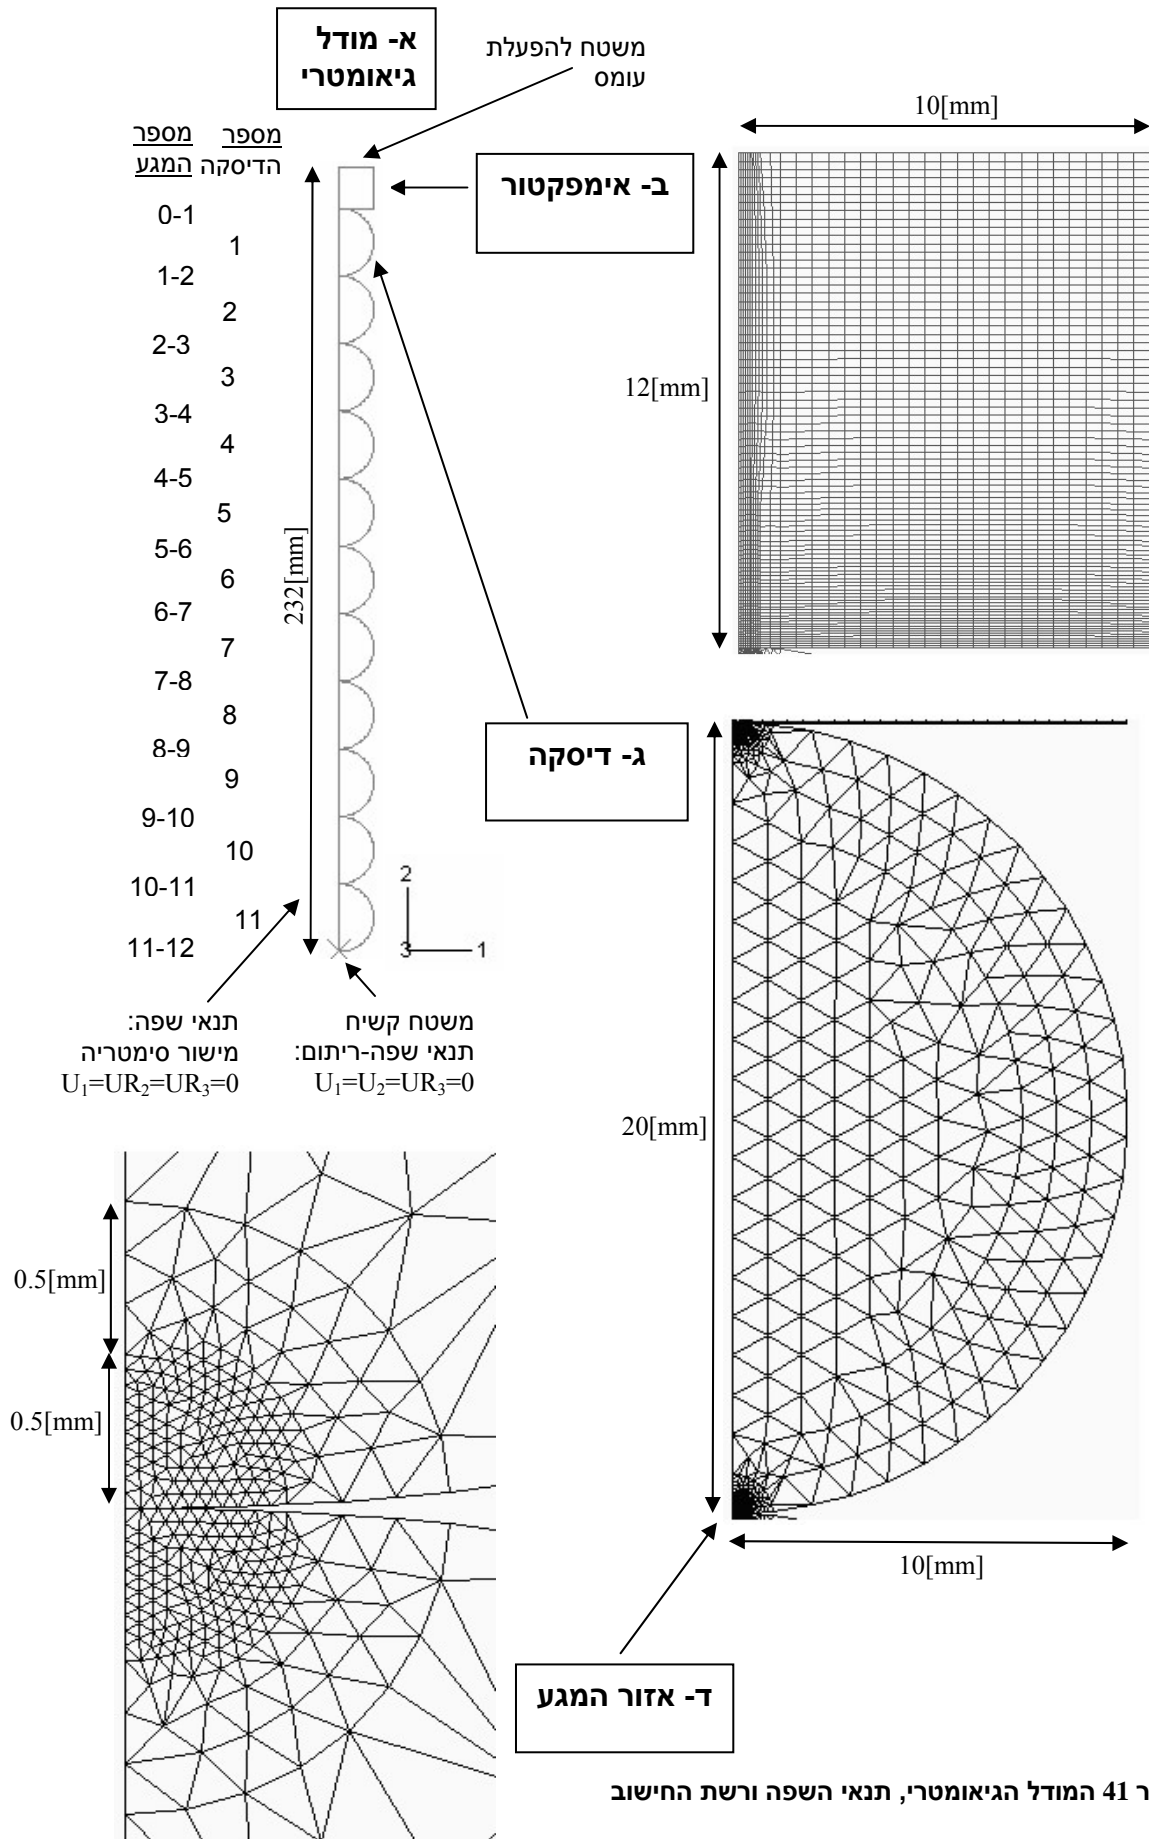 א- מודל
גיאומטרי
משטח להפעלת
עומס
מספר
המגע
מספר
הדיסקה
0-1
1
1-2
2
2-3
3
3-4
4
4-5
5
5-6
6
6-7
7
7-8
8
8-9
9
9-10
10
10-11
11
11-12
232[mm]
2
3
1
ב- אימפקטור
ג- דיסקה
10[mm]
12[mm]
תנאי שפה:
מישור סימטריה
U₁=UR₂=UR₃=0
משטח קשיח
תנאי שפה-ריתום:
U₁=U₂=UR₃=0
20[mm]
10[mm]
0.5[mm]
0.5[mm]
ד- אזור המגע
ר 41 המודל הגיאומטרי, תנאי השפה ורשת החישוב